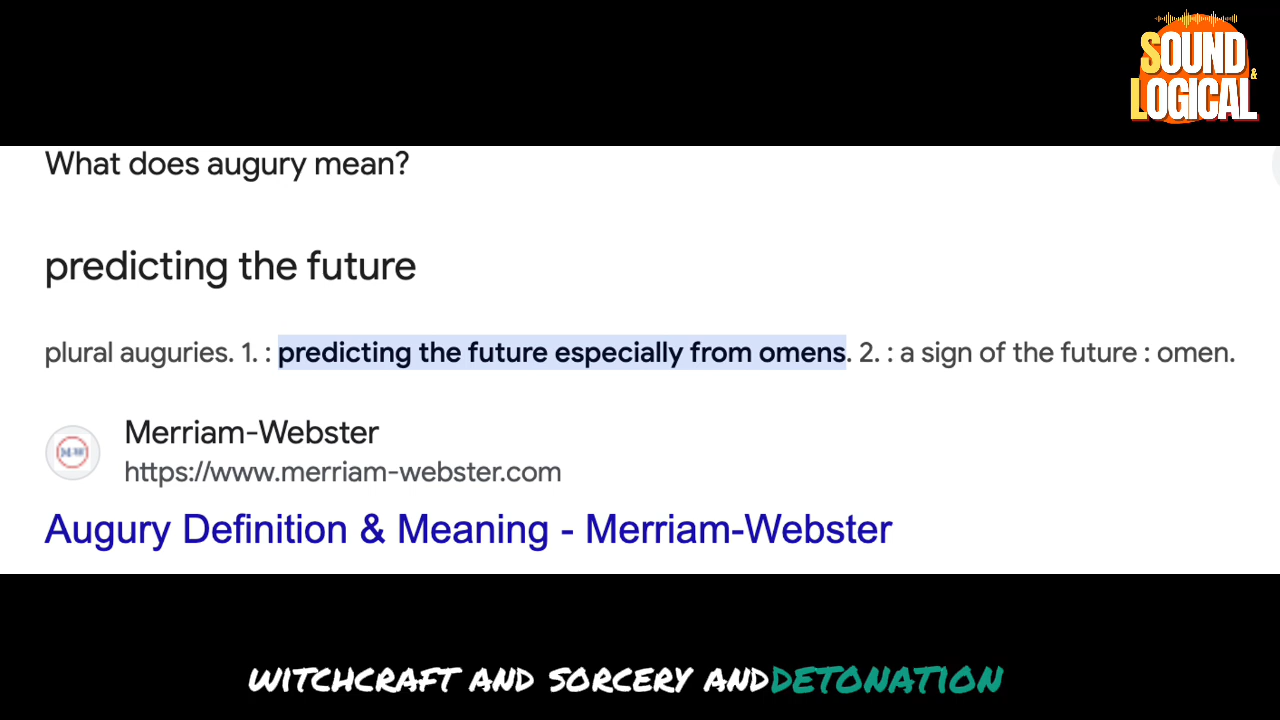 SOUND
&
LOGICAL
What does augury mean?
predicting the future
plural auguries. 1. : predicting the future especially from omens. 2. : a sign of the future : omen.
M-W
Merriam-Webster
https://www.merriam-webster.com
Augury Definition & Meaning - Merriam-Webster
WITCHCRAFT AND SORCERY AND DETONATION